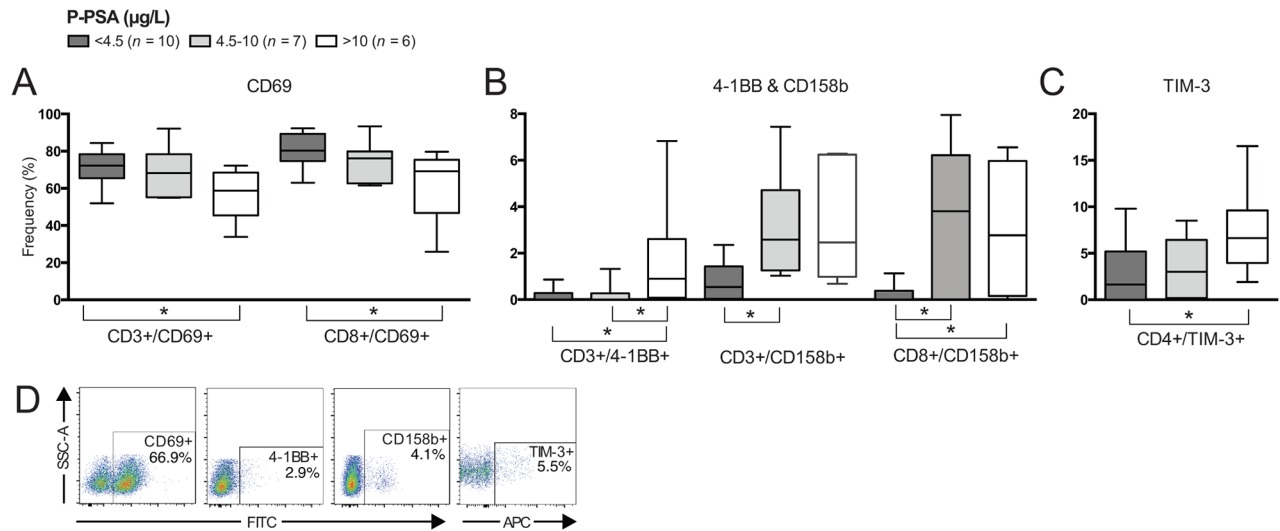 P-PSA (µg/L)
<4.5 (n = 10) 4.5-10 (n = 7) >10 (n = 6)
A
CD69
Frequency (%)
100
80
60
40
20
0
*
*
CD3+/CD69+
CD8+/CD69+
B
4-1BB & CD158b
8
6
4
2
0
*
*
*
*
*
CD3+/4-1BB+
CD3+/CD158b+
CD8+/CD158b+
C
TIM-3
20
15
10
5
0
*
CD4+/TIM-3+
D
SSC-A
CD69+
66.9%
4-1BB+
2.9%
CD158b+
4.1%
TIM-3+
5.5%
FITC
APC